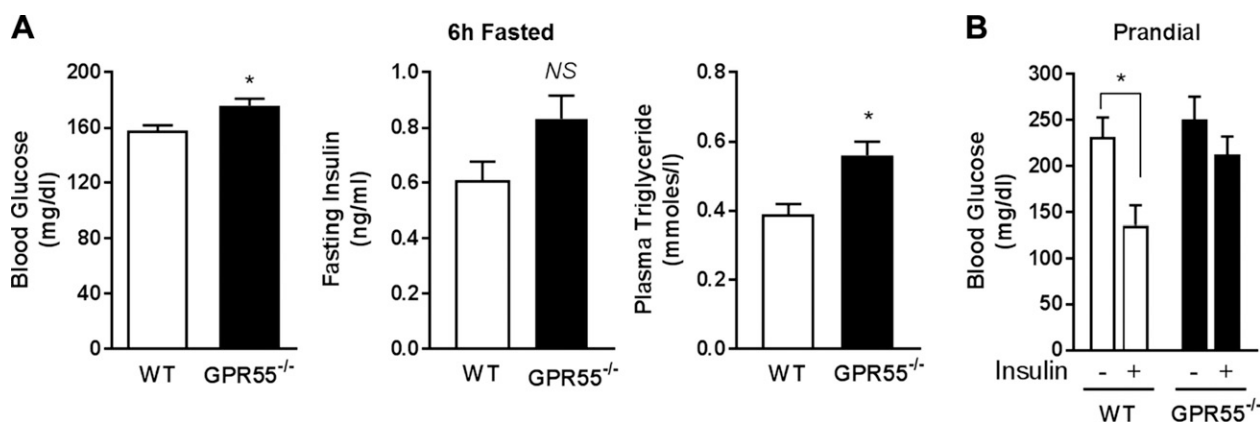 A
6h Fasted
Blood Glucose
(mg/dl)
200
160
120
80
40
0
*
WT
GPR55-/-
Fasting Insulin
(ng/ml)
1.0
0.8
0.6
0.4
0.2
0.0
NS
WT
GPR55-/-
Plasma Triglyceride
(mmoles/l)
0.8
0.6
0.4
0.2
0.0
*
WT
GPR55-/-
B
Prandial
Blood Glucose
(mg/dl)
300
250
200
150
100
50
0
*
Insulin - + - +
WT GPR55-/-